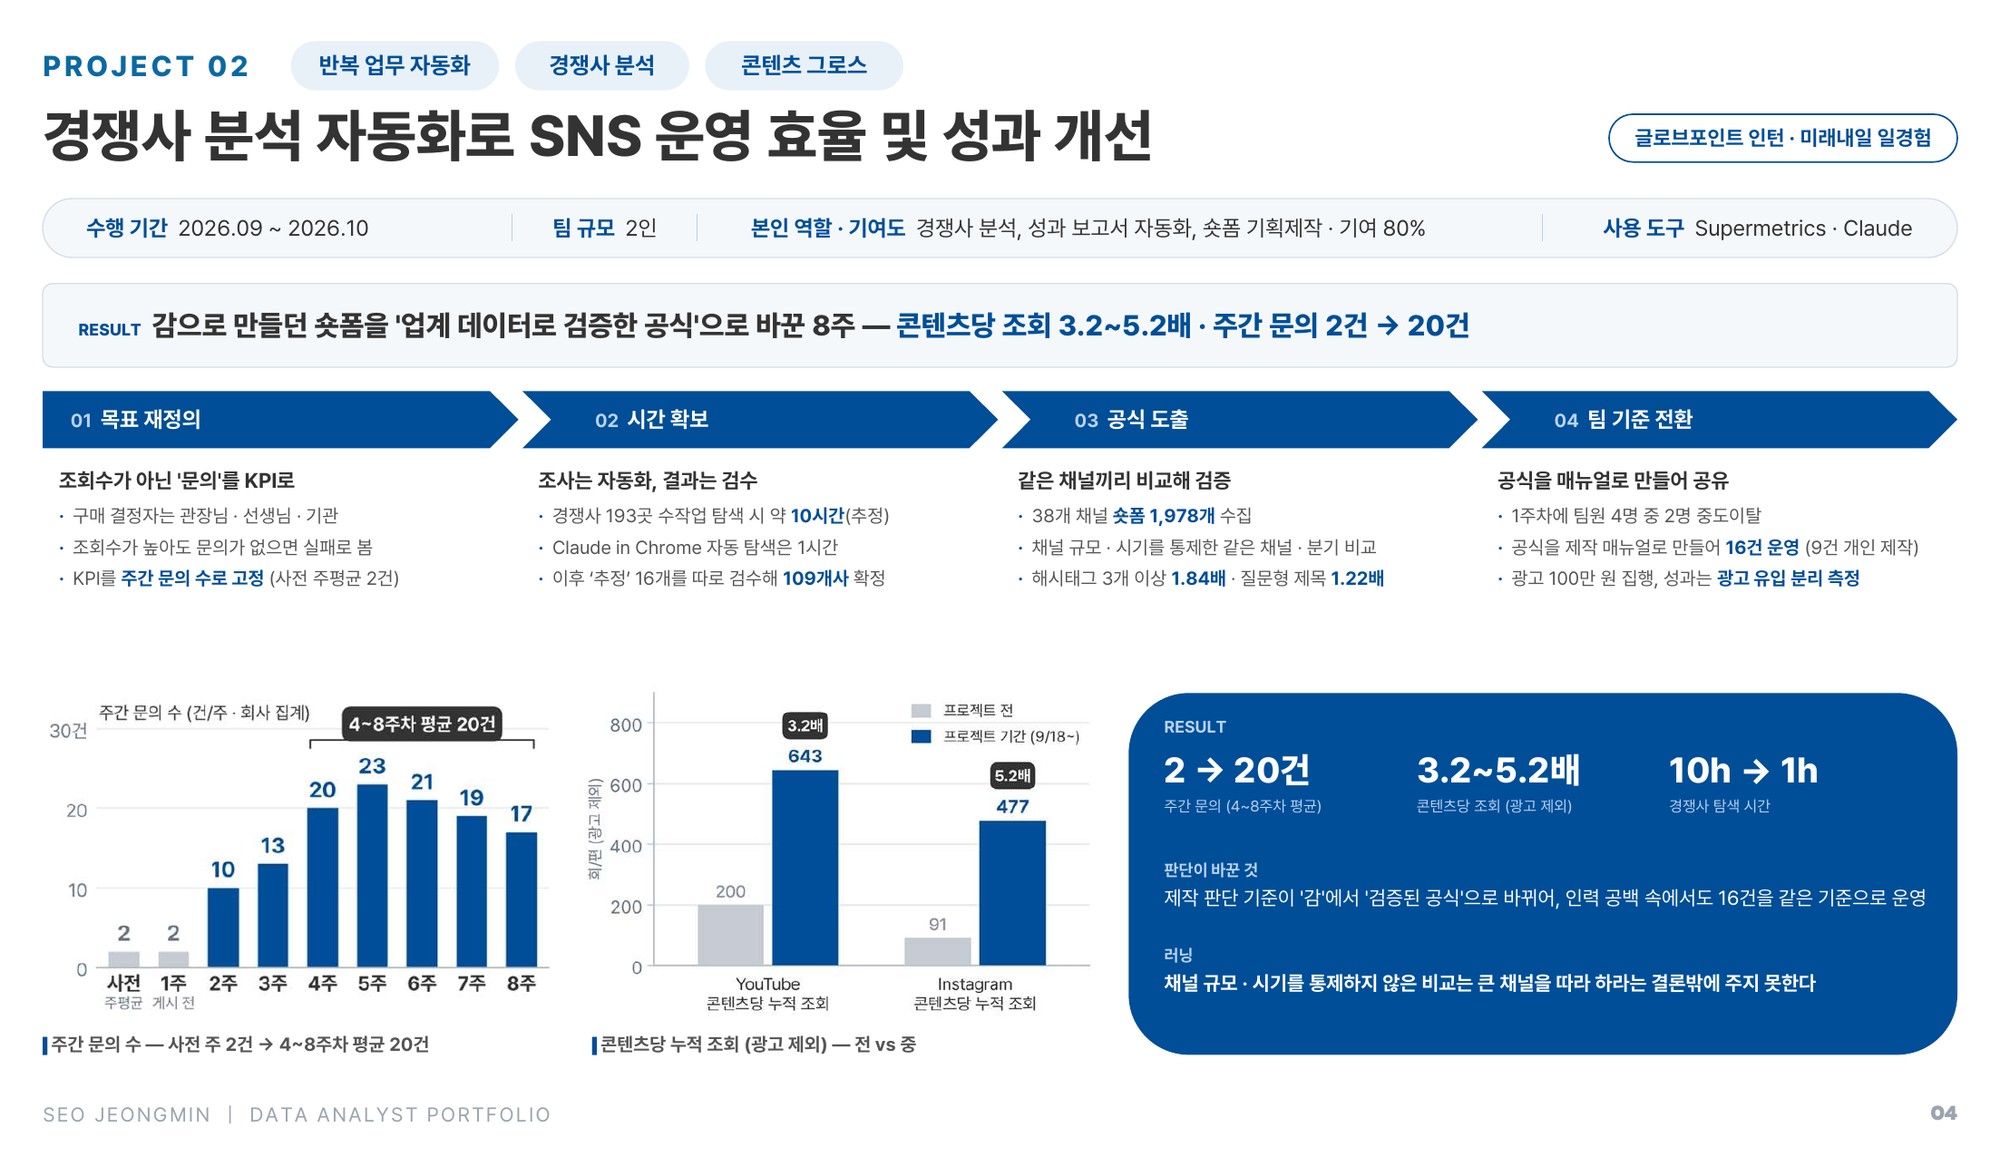 PROJECT 02
반복 업무 자동화
경쟁사 분석
콘텐츠 그로스
경쟁사 분석 자동화로 SNS 운영 효율 및 성과 개선
글로브포인트 인턴 · 미래내일 일경험
수행 기간 2026.09 ~ 2026.10
팀 규모 2인
본인 역할 · 기여도 경쟁사 분석, 성과 보고서 자동화, 숏폼 기획제작 · 기여 80%
사용 도구 Supermetrics · Claude
RESULT 감으로 만들던 숏폼을 '업계 데이터로 검증한 공식'으로 바꾼 8주 — 콘텐츠당 조회 3.2~5.2배 · 주간 문의 2건 → 20건
01 목표 재정의
조회수가 아닌 '문의'를 KPI로
· 구매 결정자는 관장님 · 선생님 · 기관
· 조회수가 높아도 문의가 없으면 실패로 봄
· KPI를 주간 문의 수로 고정 (사전 주평균 2건)
02 시간 확보
조사는 자동화, 결과는 검수
· 경쟁사 193곳 수작업 탐색 시 약 10시간(추정)
· Claude in Chrome 자동 탐색은 1시간
· 이후 ‘추정’ 16개를 따로 검수해 109개사 확정
03 공식 도출
같은 채널끼리 비교해 검증
· 38개 채널 숏폼 1,978개 수집
· 채널 규모 · 시기를 통제한 같은 채널 · 분기 비교
· 해시태그 3개 이상 1.84배 · 질문형 제목 1.22배
04 팀 기준 전환
공식을 매뉴얼로 만들어 공유
· 1주차에 팀원 4명 중 2명 중도이탈
· 공식을 제작 매뉴얼로 만들어 16건 운영 (9건 개인 제작)
· 광고 100만 원 집행, 성과는 광고 유입 분리 측정
주간 문의 수 (건/주 · 회사 집계)
4~8주차 평균 20건
30건
20
10
0
2
2
10
13
20
23
21
19
17
사전 1주 2주 3주 4주 5주 6주 7주 8주
주평균 게시 전
주간 문의 수 — 사전 주 2건 → 4~8주차 평균 20건
회/편 (광고 제외)
800
600
400
200
0
프로젝트 전
프로젝트 기간 (9/18~)
3.2배
643
200
5.2배
477
91
YouTube
콘텐츠당 누적 조회
Instagram
콘텐츠당 누적 조회
콘텐츠당 누적 조회 (광고 제외) — 전 vs 중
RESULT
2 → 20건
주간 문의 (4~8주차 평균)
3.2~5.2배
콘텐츠당 조회 (광고 제외)
10h → 1h
경쟁사 탐색 시간
판단이 바꾼 것
제작 판단 기준이 '감'에서 '검증된 공식'으로 바뀌어, 인력 공백 속에서도 16건을 같은 기준으로 운영
러닝
채널 규모 · 시기를 통제하지 않은 비교는 큰 채널을 따라 하라는 결론밖에 주지 못한다
SEO JEONGMIN | DATA ANALYST PORTFOLIO
04